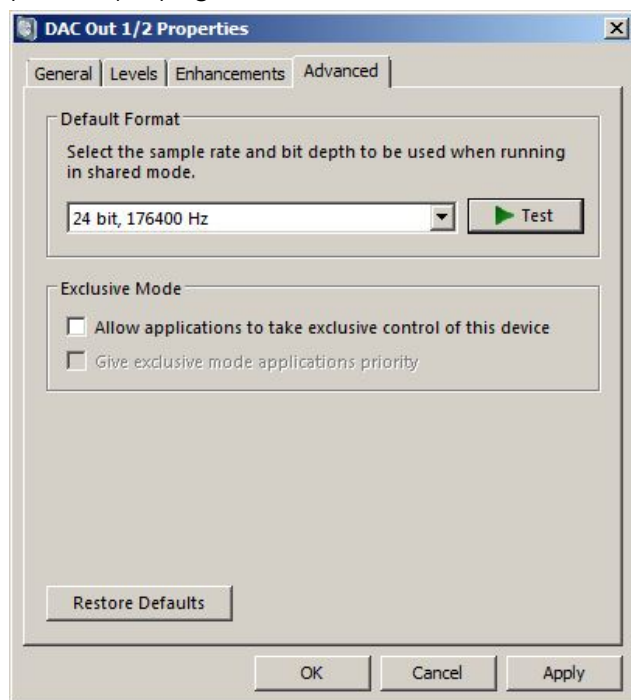 DAC Out 1/2 Properties
General Levels Enhancements Advanced
Default Format
Select the sample rate and bit depth to be used when running
in shared mode.
24 bit, 176400 Hz
Test
Exclusive Mode
Allow applications to take exclusive control of this device
Give exclusive mode applications priority
Restore Defaults
OK Cancel Apply